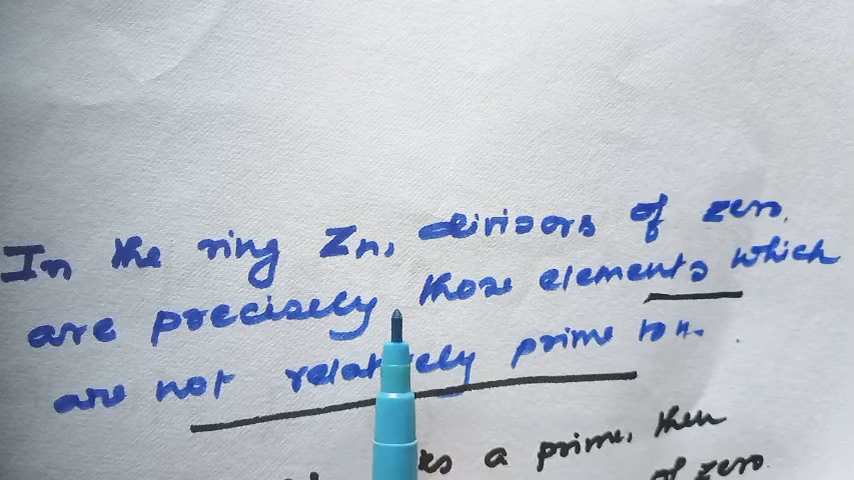 In the ring Zn, divisors of zero.
are precisely those elements which
are not relatively prime to n.
a prime, then
of zero.